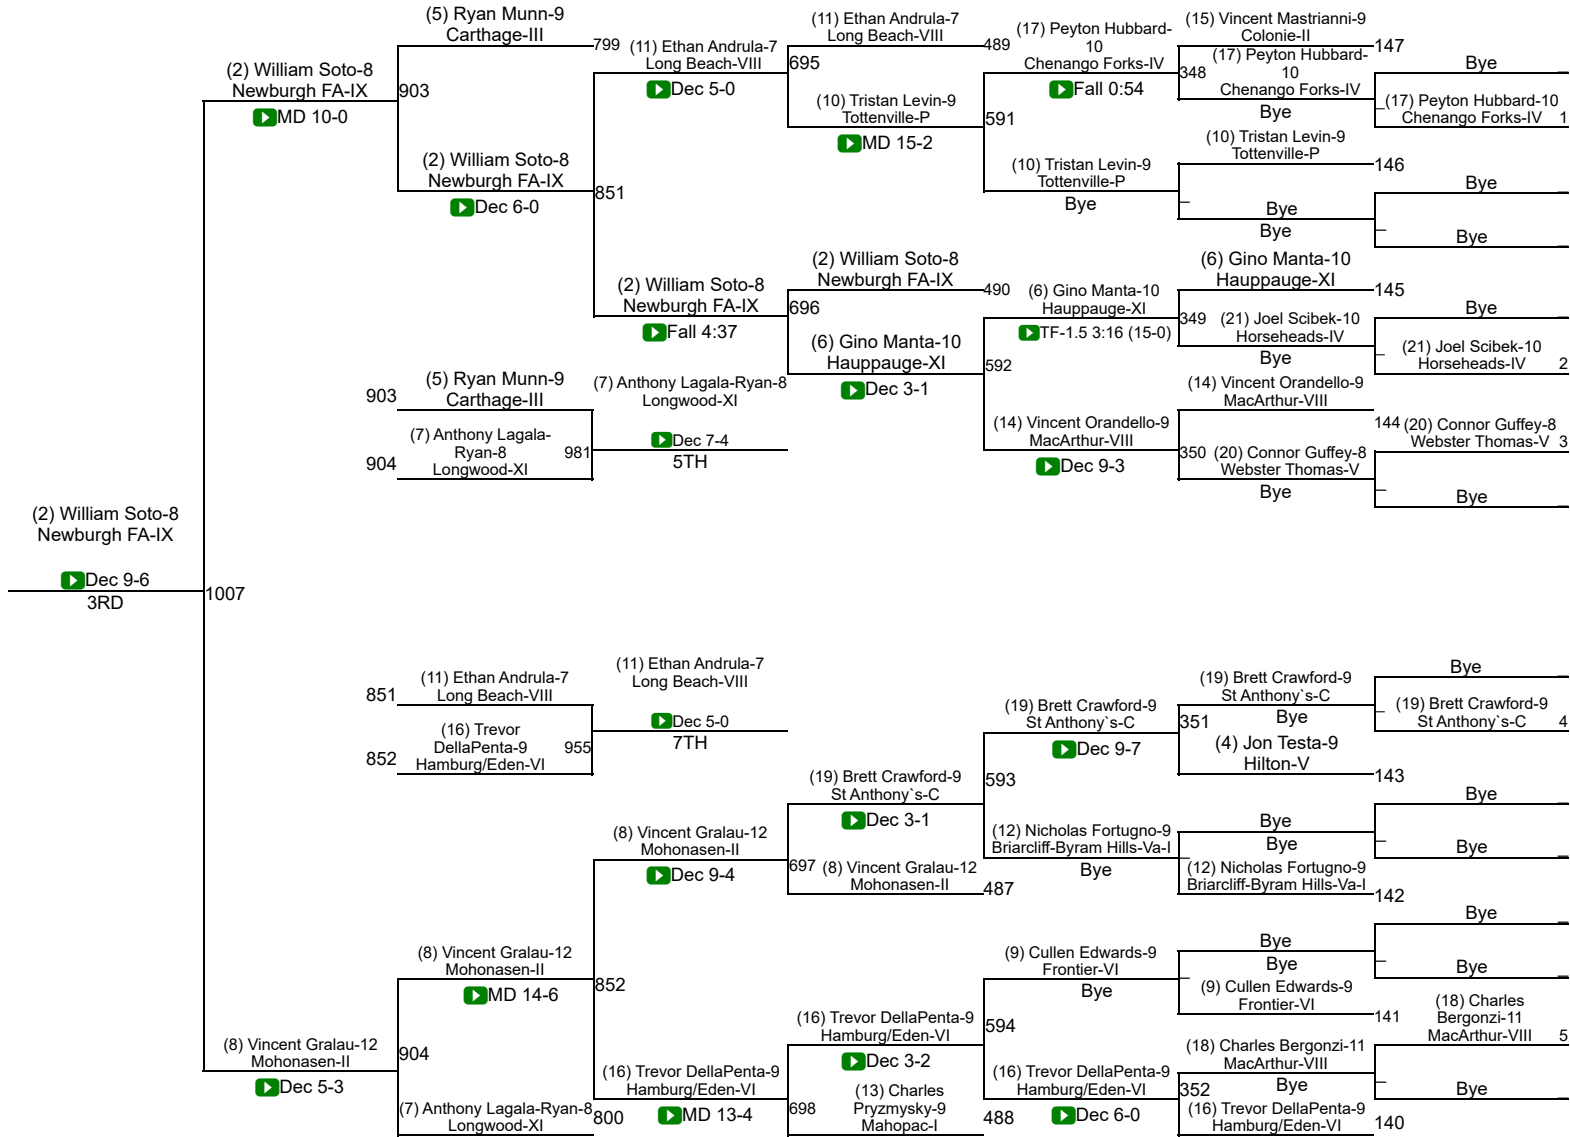 (2) William Soto-8
Newburgh FA-IX
Dec 9-6
3RD
1007
(2) William Soto-8
Newburgh FA-IX
MD 10-0
903
(8) Vincent Gralau-12
Mohonasen-II
Dec 5-3
904
(5) Ryan Munn-9
Carthage-III
799
(2) William Soto-8
Newburgh FA-IX
Dec 6-0
851
903
(5) Ryan Munn-9
Carthage-III
904
(7) Anthony Lagala-
Ryan-8
Longwood-XI
981
(7) Anthony Lagala-Ryan-8
Longwood-XI
Dec 7-4
5TH
851
(11) Ethan Andrula-7
Long Beach-VIII
852
(16) Trevor
DellaPenta-9
Hamburg/Eden-VI
955
(11) Ethan Andrula-7
Long Beach-VIII
Dec 5-0
7TH
(8) Vincent Gralau-12
Mohonasen-II
MD 14-6
852
(7) Anthony Lagala-Ryan-8
Longwood-XI
800
(11) Ethan Andrula-7
Long Beach-VIII
Dec 5-0
695
(2) William Soto-8
Newburgh FA-IX
Fall 4:37
696
(8) Vincent Gralau-12
Mohonasen-II
Dec 9-4
697
(16) Trevor DellaPenta-9
Hamburg/Eden-VI
MD 13-4
698
(11) Ethan Andrula-7
Long Beach-VIII
489
(10) Tristan Levin-9
Tottenville-P
MD 15-2
591
(2) William Soto-8
Newburgh FA-IX
490
(6) Gino Manta-10
Hauppauge-XI
Dec 3-1
592
(19) Brett Crawford-9
St Anthony`s-C
Dec 3-1
593
(8) Vincent Gralau-12
Mohonasen-II
487
(16) Trevor DellaPenta-9
Hamburg/Eden-VI
Dec 3-2
594
(13) Charles
Pryzmysky-9
Mahopac-I
488
(17) Peyton Hubbard-
10
Chenango Forks-IV
Fall 0:54
348
(10) Tristan Levin-9
Tottenville-P
Bye
(6) Gino Manta-10
Hauppauge-XI
TF-1.5 3:16 (15-0)
349
(14) Vincent Orandello-9
MacArthur-VIII
Dec 9-3
350
(19) Brett Crawford-9
St Anthony`s-C
Dec 9-7
351
(12) Nicholas Fortugno-9
Briarcliff-Byram Hills-Va-I
Bye
(9) Cullen Edwards-9
Frontier-VI
Bye
(16) Trevor DellaPenta-9
Hamburg/Eden-VI
Dec 6-0
352
(15) Vincent Mastrianni-9
Colonie-II
147
(17) Peyton Hubbard-
10
Chenango Forks-IV
Bye
(10) Tristan Levin-9
Tottenville-P
146
Bye
Bye
(6) Gino Manta-10
Hauppauge-XI
145
(21) Joel Scibek-10
Horseheads-IV
Bye
(14) Vincent Orandello-9
MacArthur-VIII
144
(20) Connor Guffey-8
Webster Thomas-V
Bye
(19) Brett Crawford-9
St Anthony`s-C
Bye
(4) Jon Testa-9
Hilton-V
143
Bye
Bye
(12) Nicholas Fortugno-9
Briarcliff-Byram Hills-Va-I
142
Bye
Bye
(9) Cullen Edwards-9
Frontier-VI
141
(18) Charles Bergonzi-11
MacArthur-VIII
Bye
(16) Trevor DellaPenta-9
Hamburg/Eden-VI
140
Bye
(17) Peyton Hubbard-10
Chenango Forks-IV 1
Bye
Bye
Bye
(21) Joel Scibek-10
Horseheads-IV 2
(20) Connor Guffey-8
Webster Thomas-V 3
Bye
Bye
(19) Brett Crawford-9
St Anthony`s-C 4
Bye
Bye
Bye
Bye
(18) Charles
Bergonzi-11
MacArthur-VIII 5
Bye